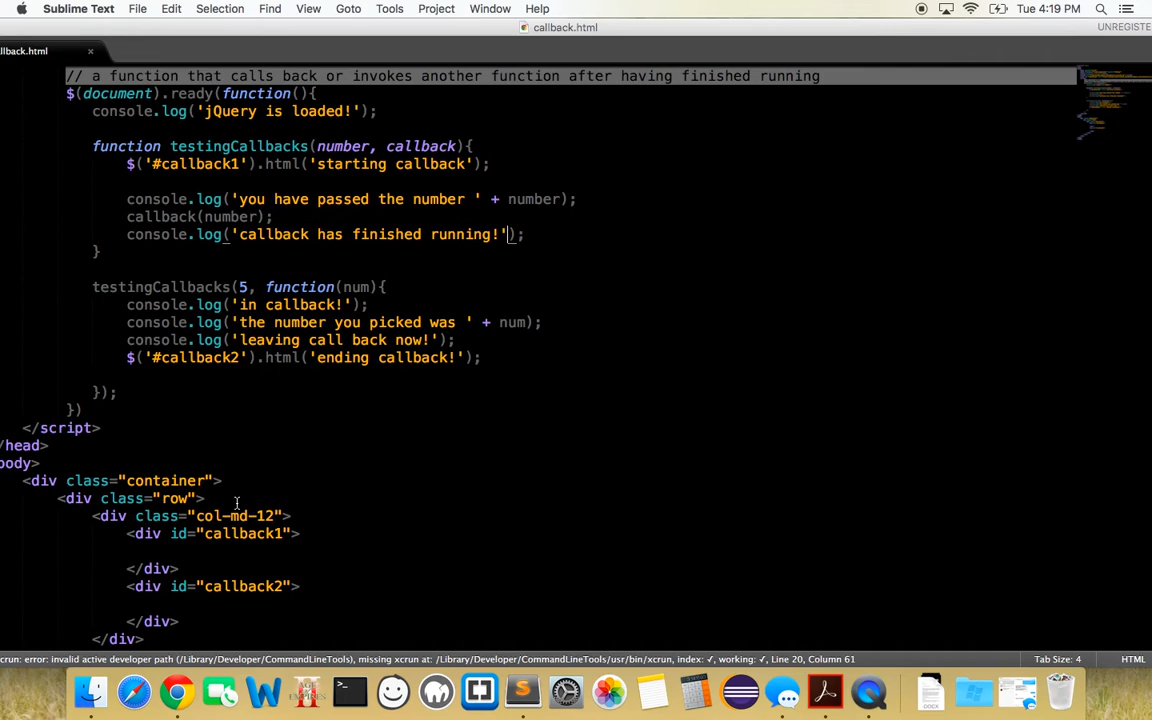 Sublime Text File Edit Selection Find View Goto Tools Project Window Help Tue 4:19 PM
callback.html UNREGISTE
llback.html ×
// a function that calls back or invokes another function after having finished running
$(document).ready(function(){
console.log('jQuery is loaded!');
function testingCallbacks(number, callback){
$('#callback1').html('starting callback');
console.log('you have passed the number ' + number);
callback(number);
console.log('callback has finished running!');
}
testingCallbacks(5, function(num){
console.log('in callback!');
console.log('the number you picked was ' + num);
console.log('leaving call back now!');
$('#callback2').html('ending callback!');
});
})
</script>
/head>
body>
<div class="container">
<div class="row">
<div class="col-md-12">
<div id="callback1">
</div>
<div id="callback2">
</div>
</div>
xcrun: error: invalid active developer path (/Library/Developer/CommandLineTools), missing xcrun at: /Library/Developer/CommandLineTools/usr/bin/xcrun, index: ✓, working: ✓, Line 20, Column 61 Tab Size: 4 HTML